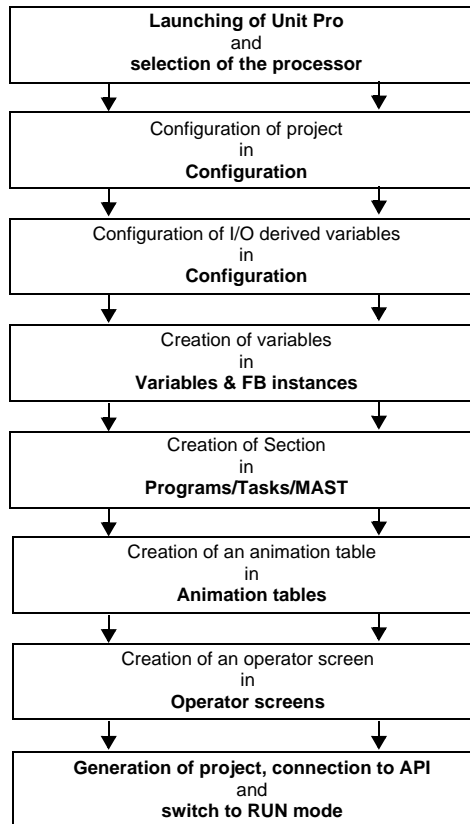 Launching of Unit Pro
and
selection of the processor
Configuration of project
in
Configuration
Configuration of I/O derived variables
in
Configuration
Creation of variables
in
Variables & FB instances
Creation of Section
in
Programs/Tasks/MAST
Creation of an animation table
in
Animation tables
Creation of an operator screen
in
Operator screens
Generation of project, connection to API
and
switch to RUN mode